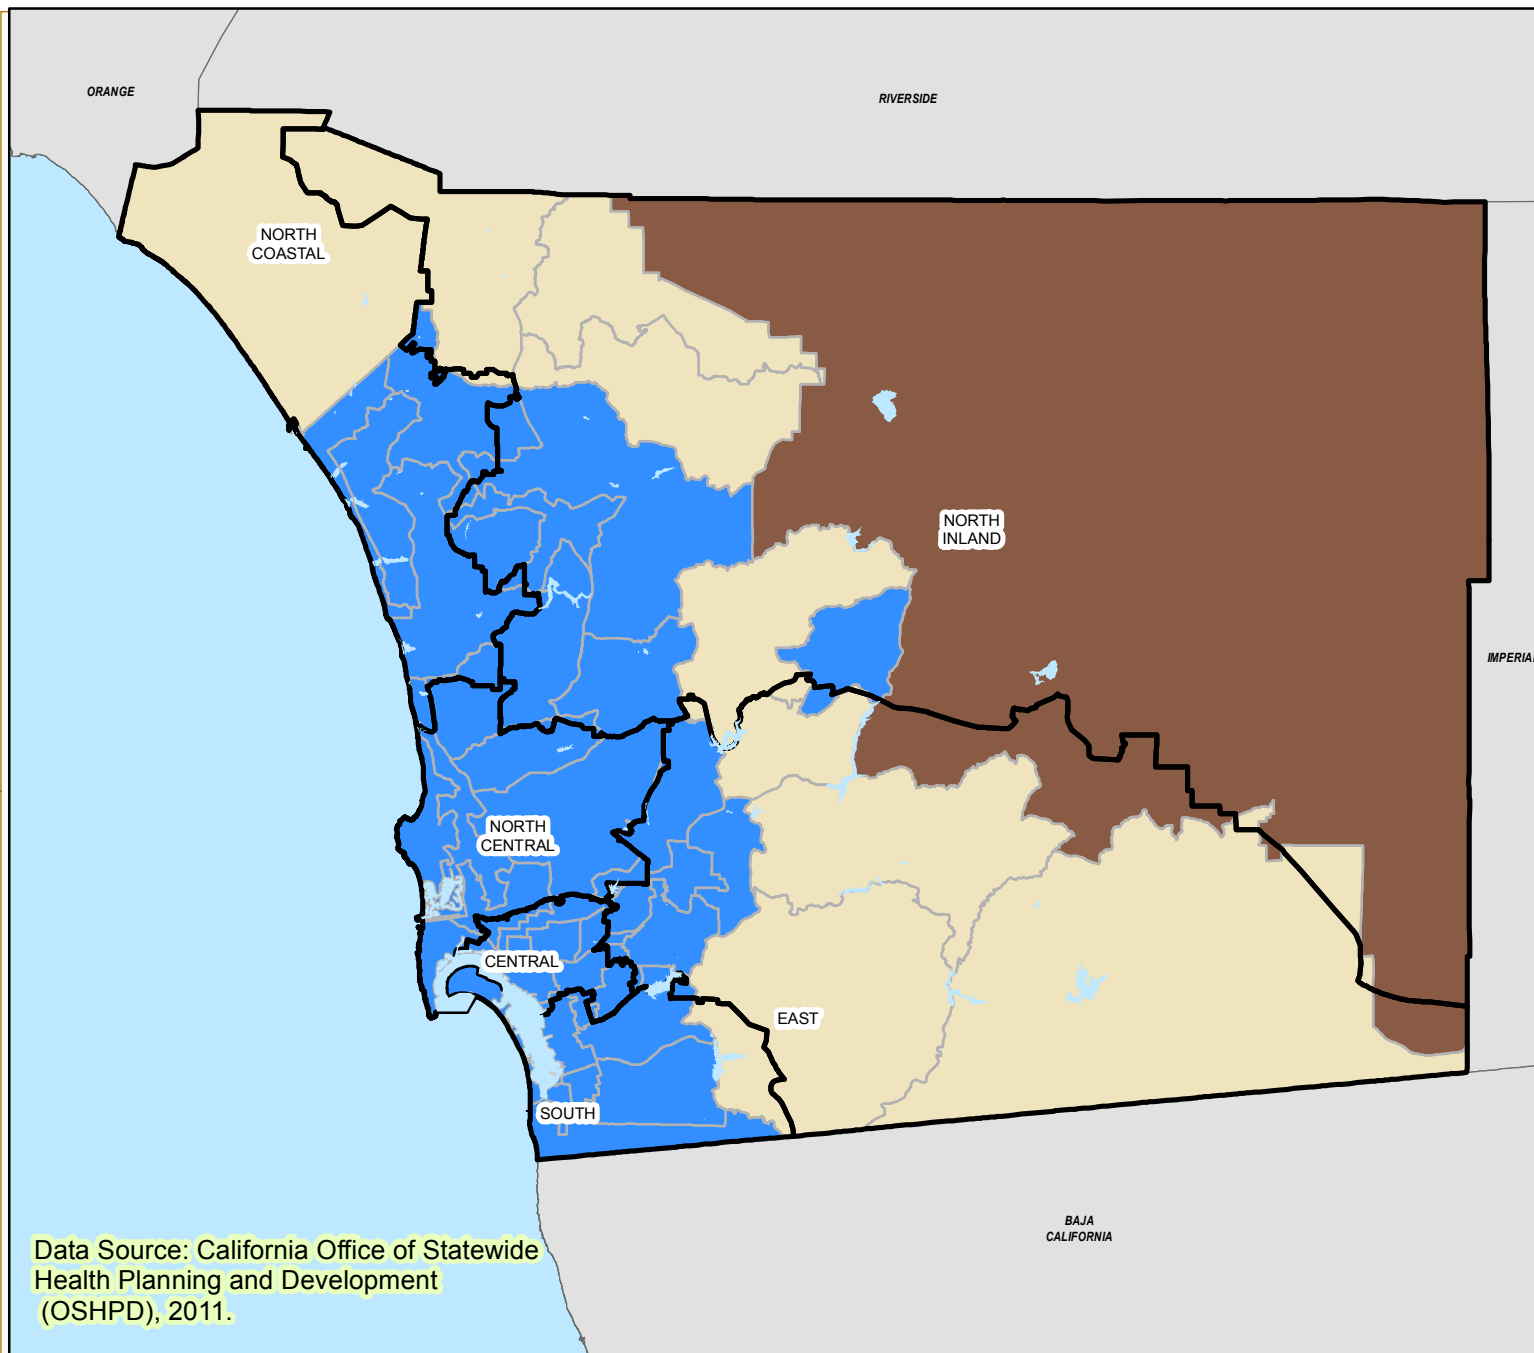 ORANGE
RIVERSIDE
NORTH
COASTAL
NORTH
INLAND
IMPERIAL
NORTH
CENTRAL
CENTRAL
EAST
SOUTH
BAJA
CALIFORNIA
Data Source: California Office of Statewide
Health Planning and Development
(OSHPD), 2011.